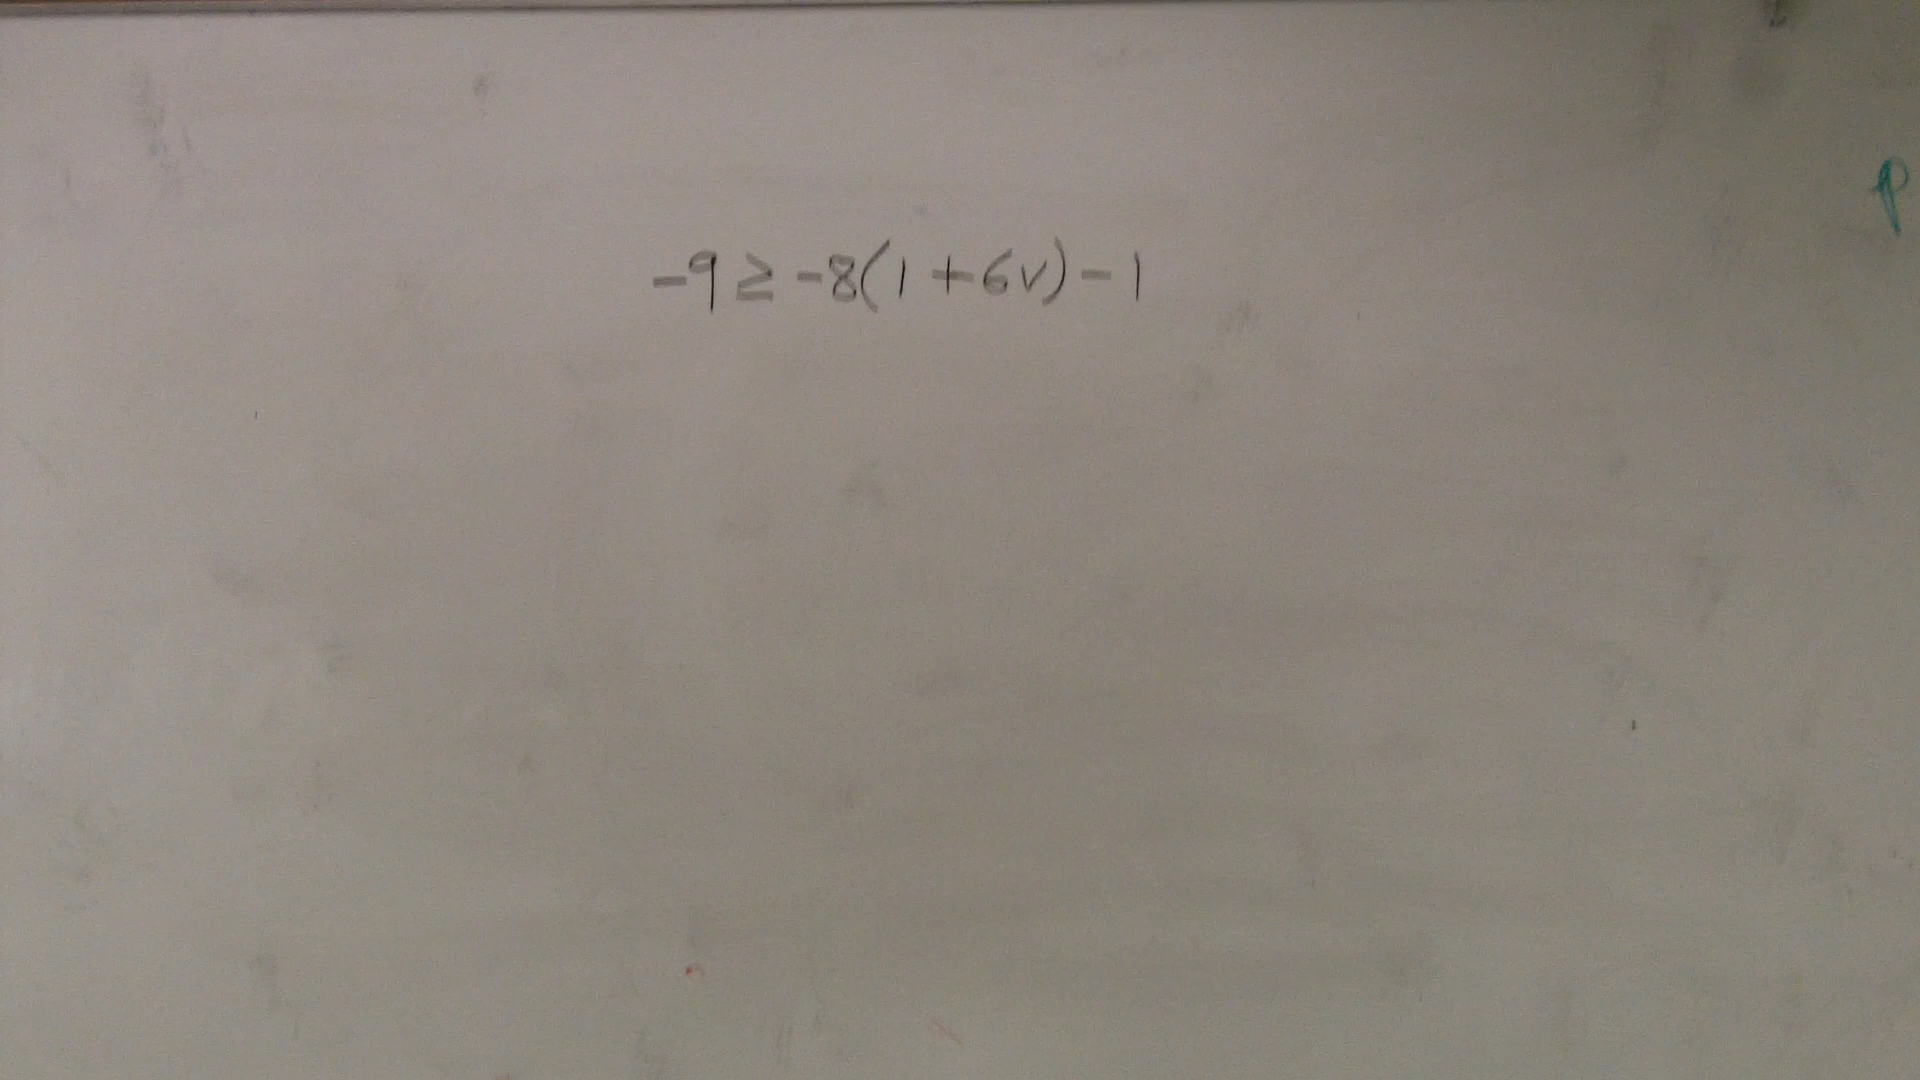 -9 ≥ -8(1 + 6v) - 1
p